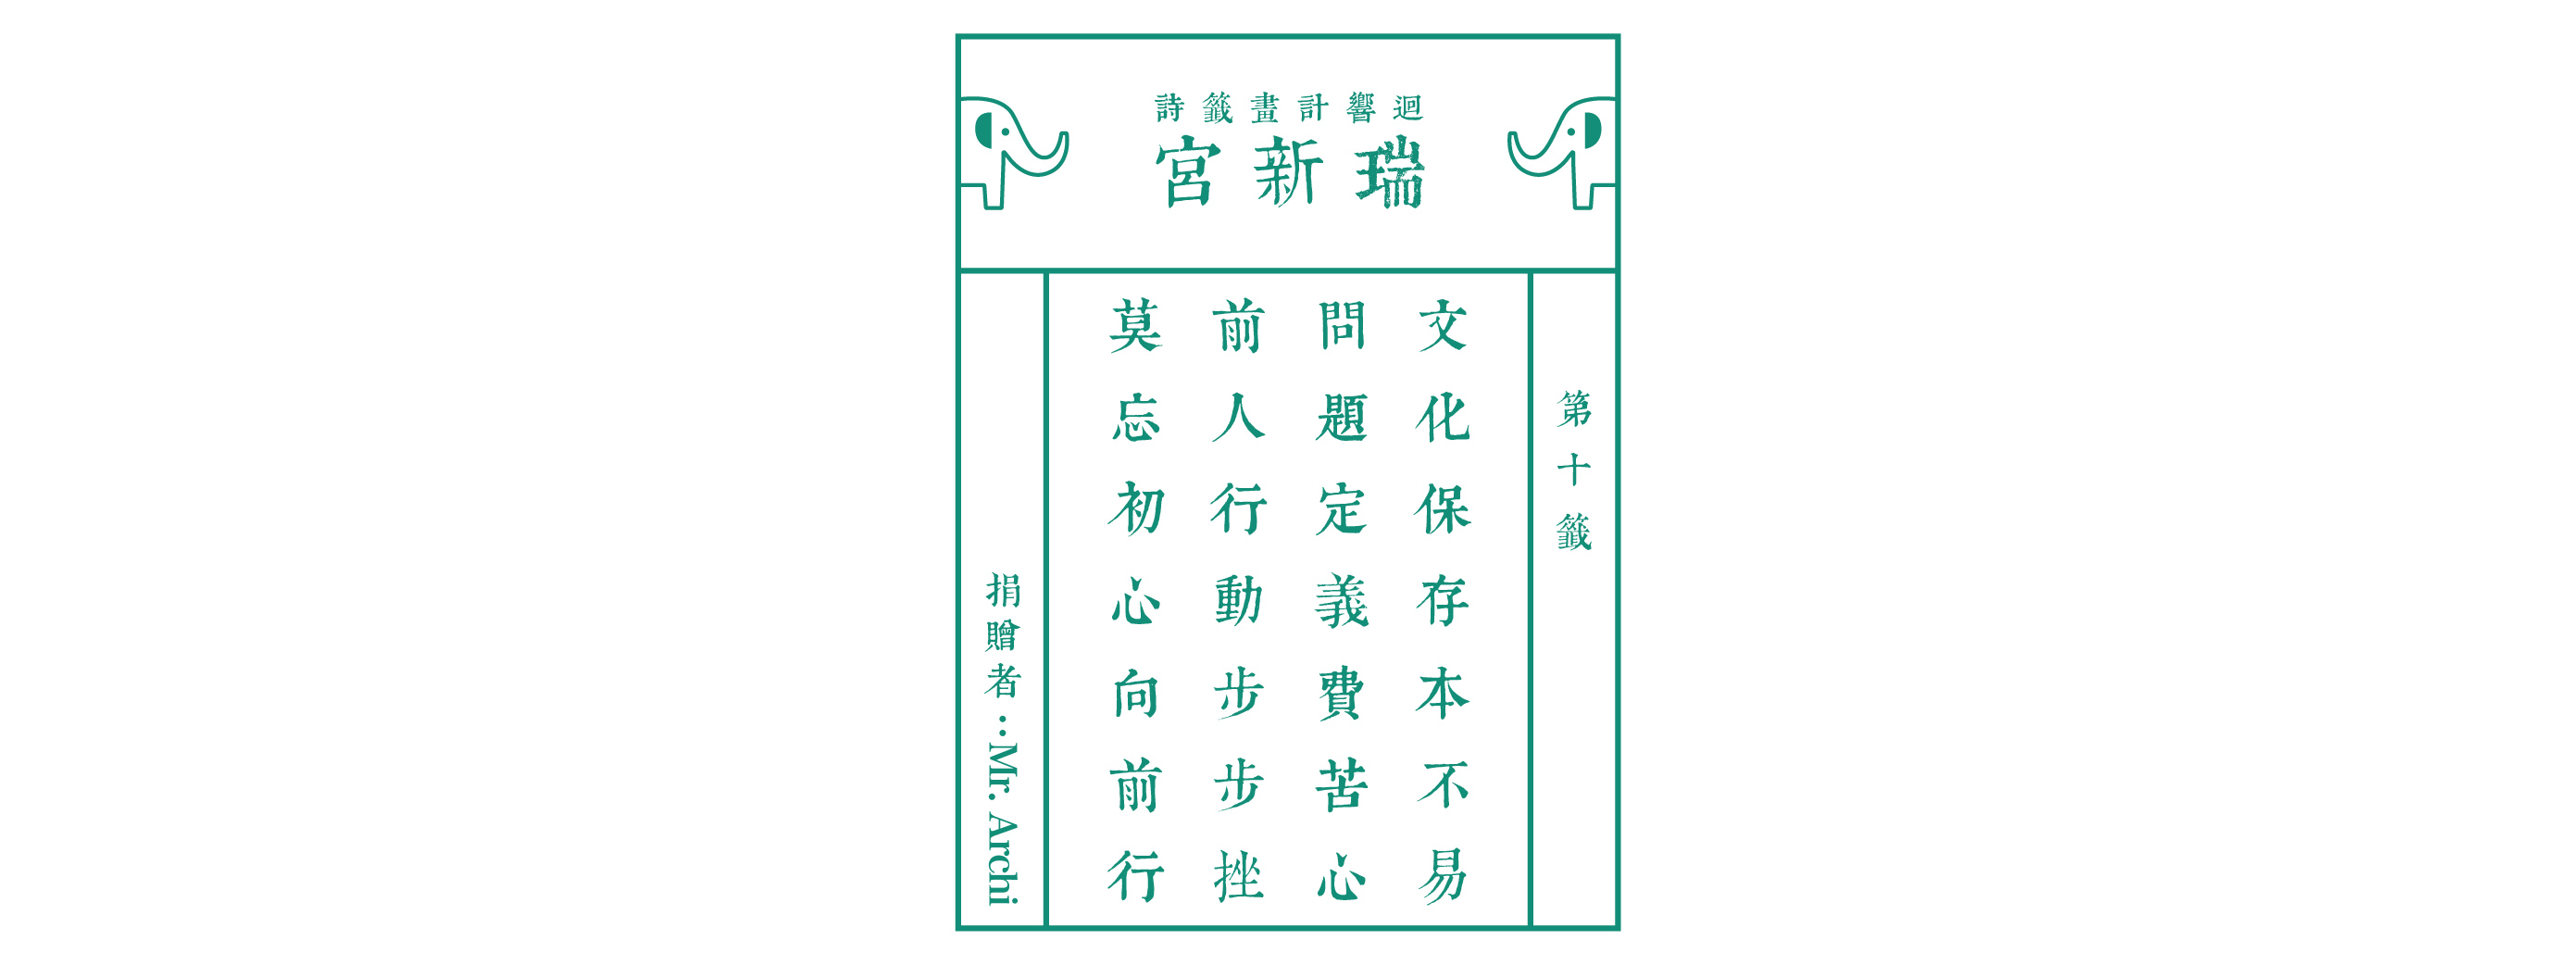 迴響計畫籤詩
瑞新宮
第十籤
文化保存本不易
問題定義費苦心
前人行動步步挫
莫忘初心向前行
捐贈者：Mr. Archi